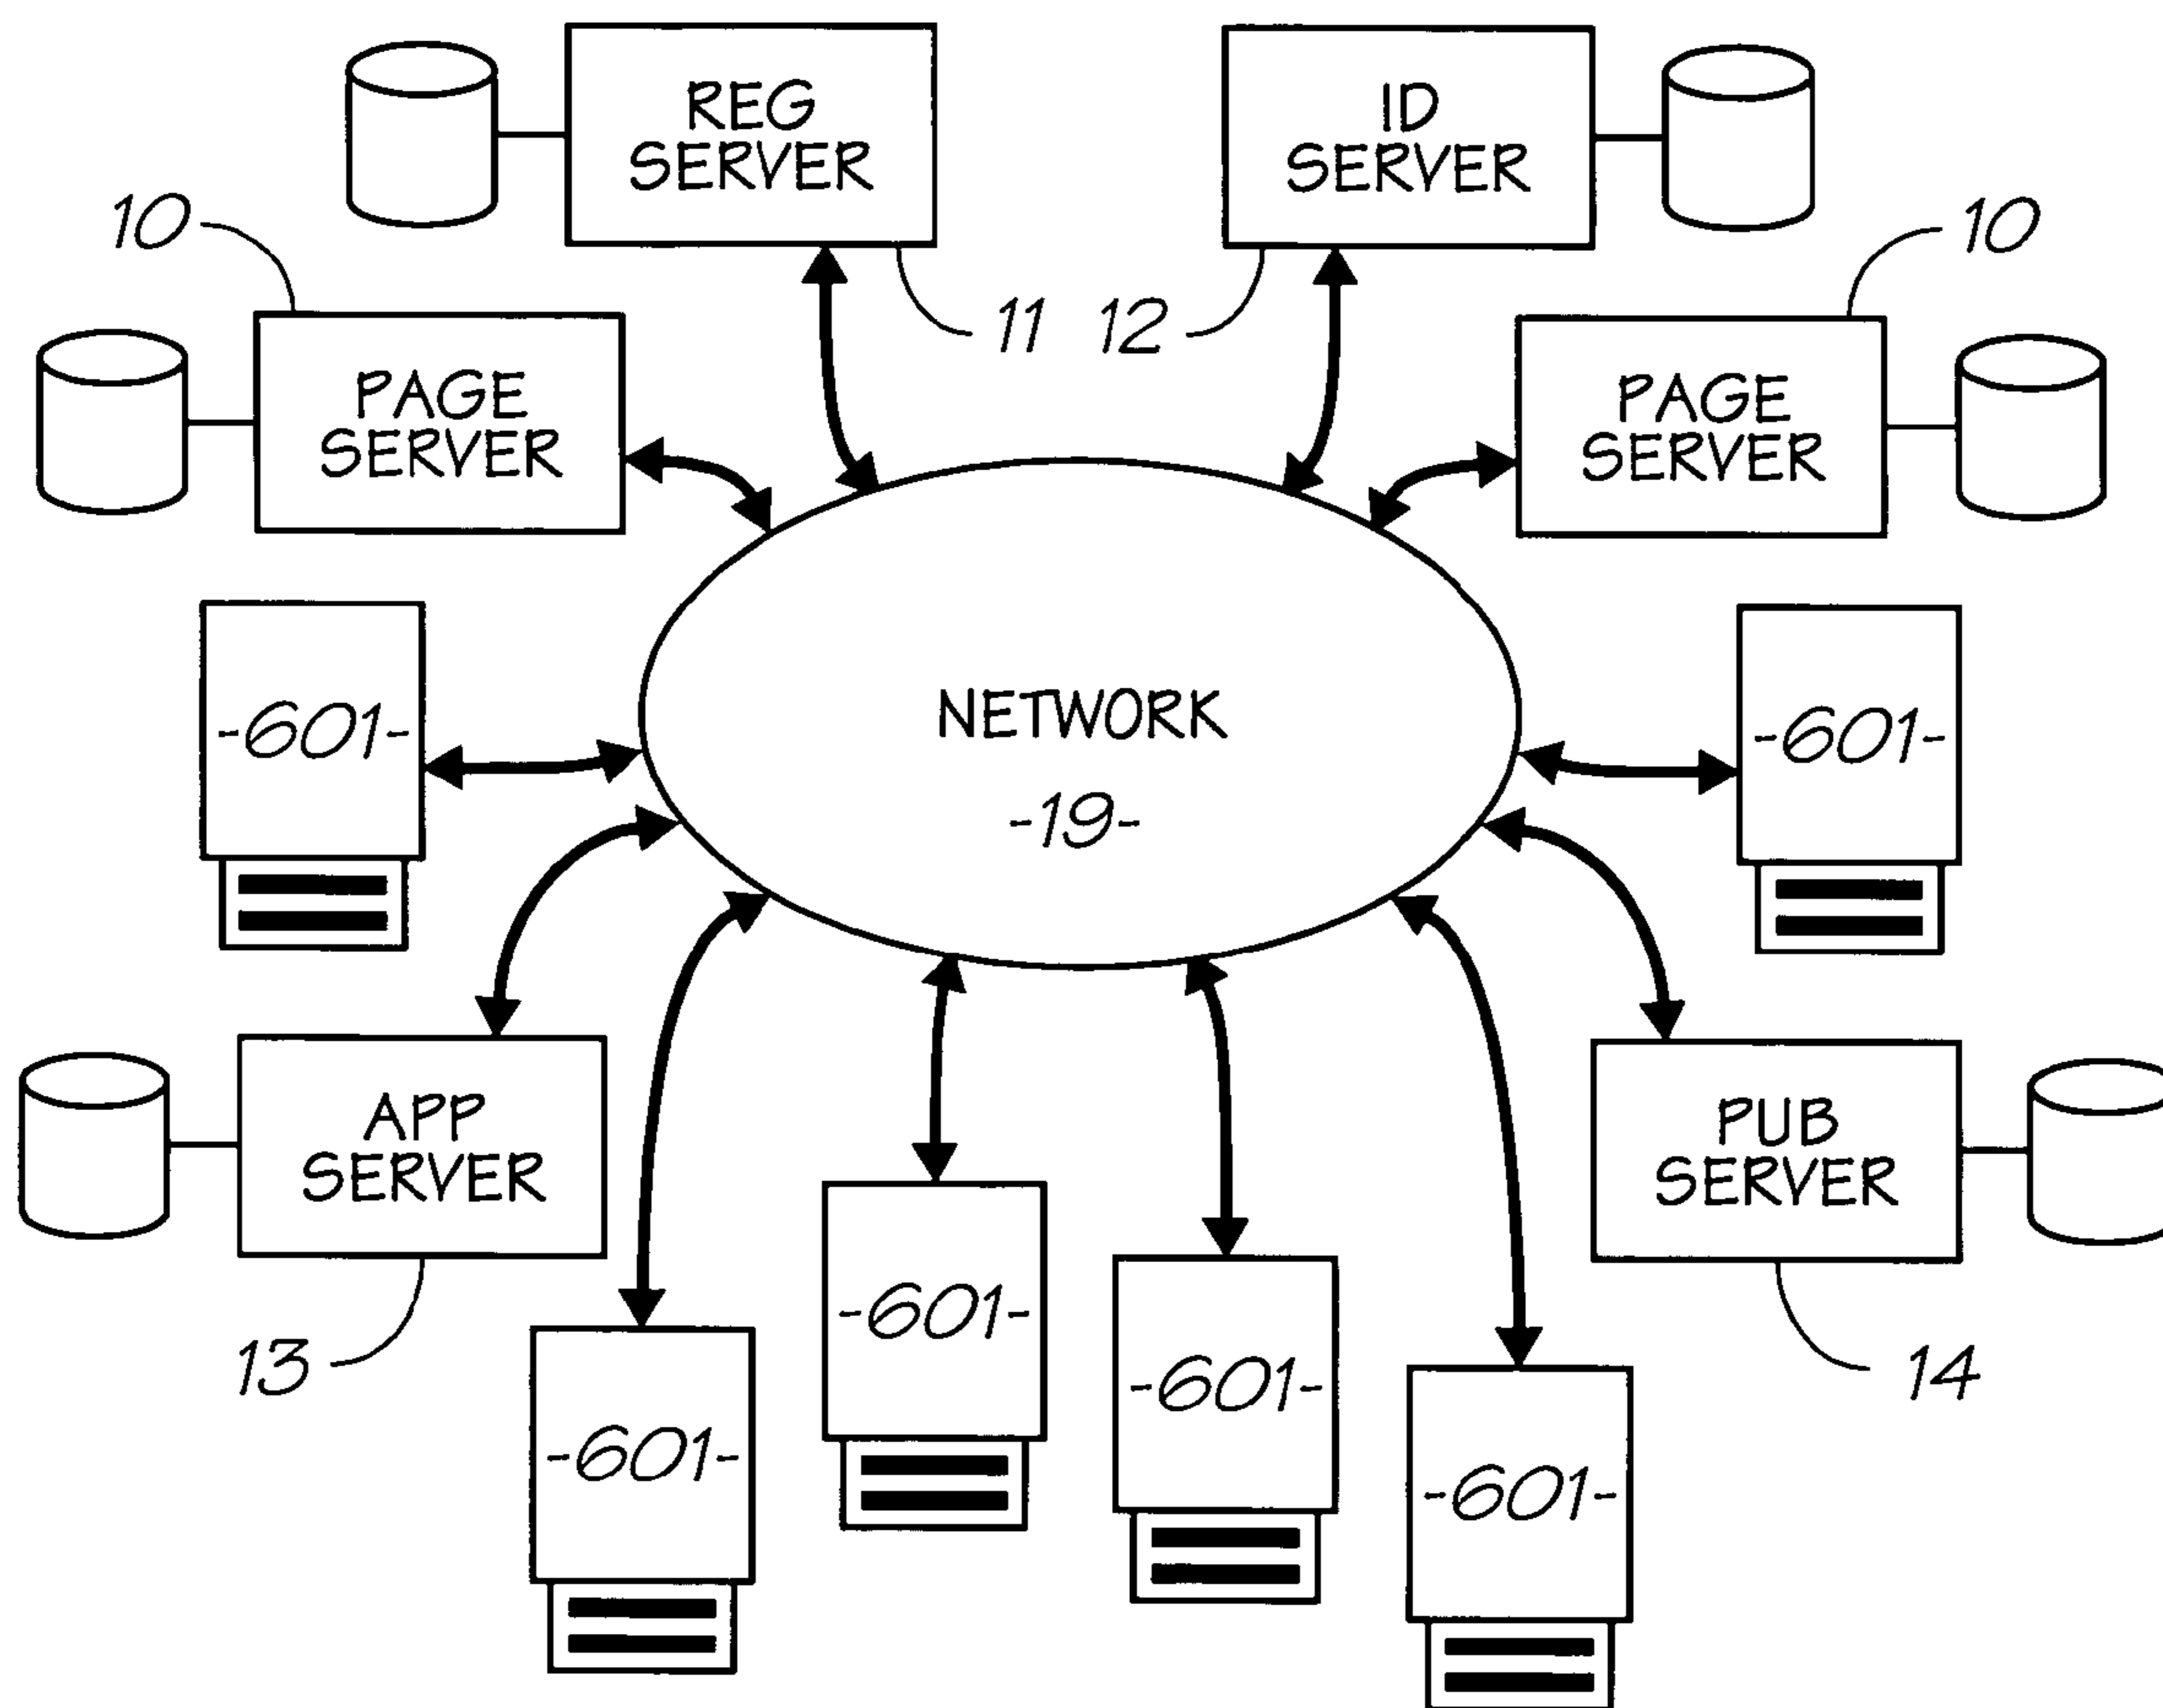 REG
SERVER
ID
SERVER
10
10
11
12
PAGE
SERVER
PAGE
SERVER
-601-
NETWORK
-19-
-601-
APP
SERVER
PUB
SERVER
-601-
-601-
13
14
-601-
-601-